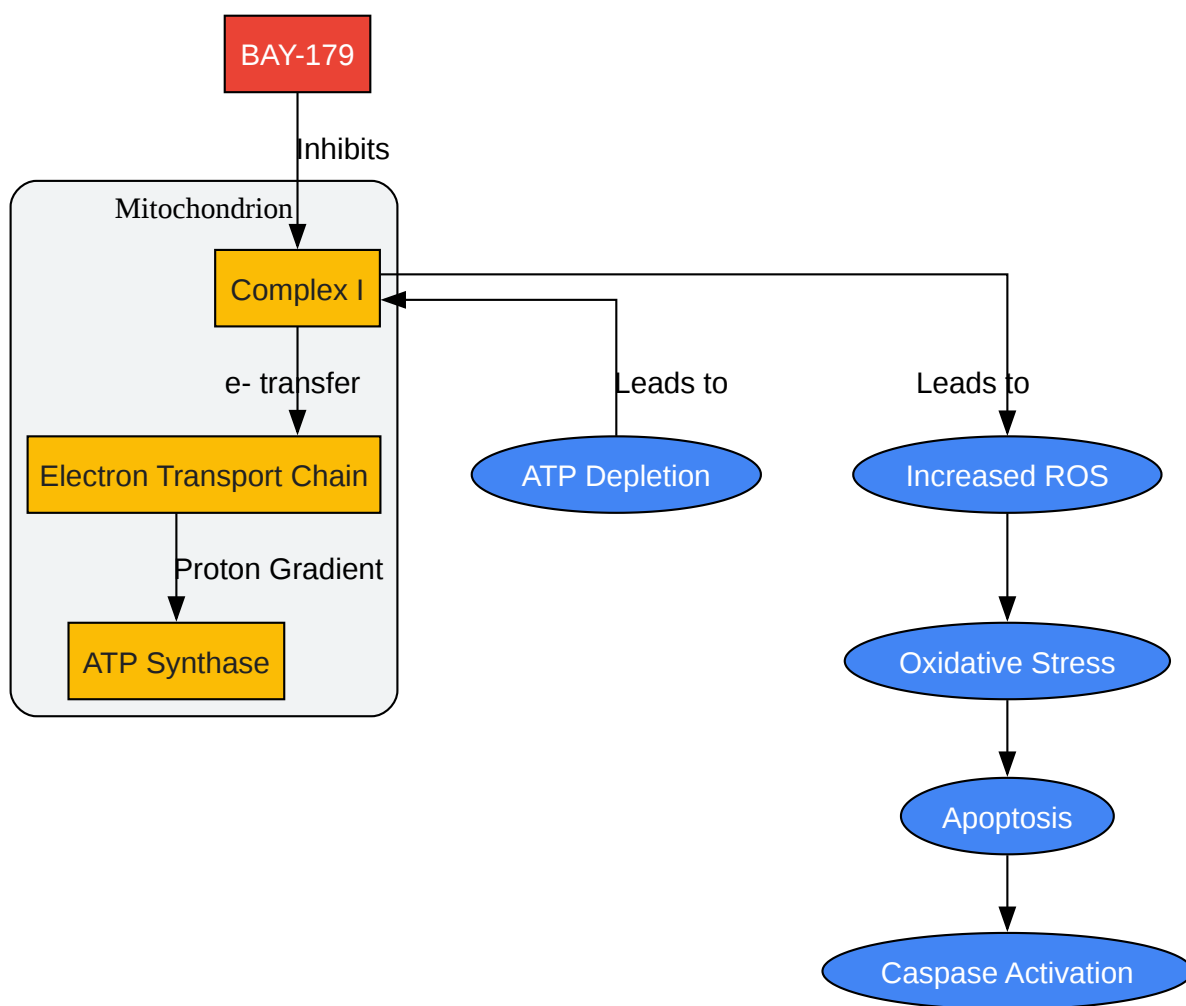 BAY-179
Inhibits
Mitochondrion
Complex I
e- transfer
Leads to
Leads to
Electron Transport Chain
ATP Depletion
Increased ROS
Proton Gradient
ATP Synthase
Oxidative Stress
Apoptosis
Caspase Activation